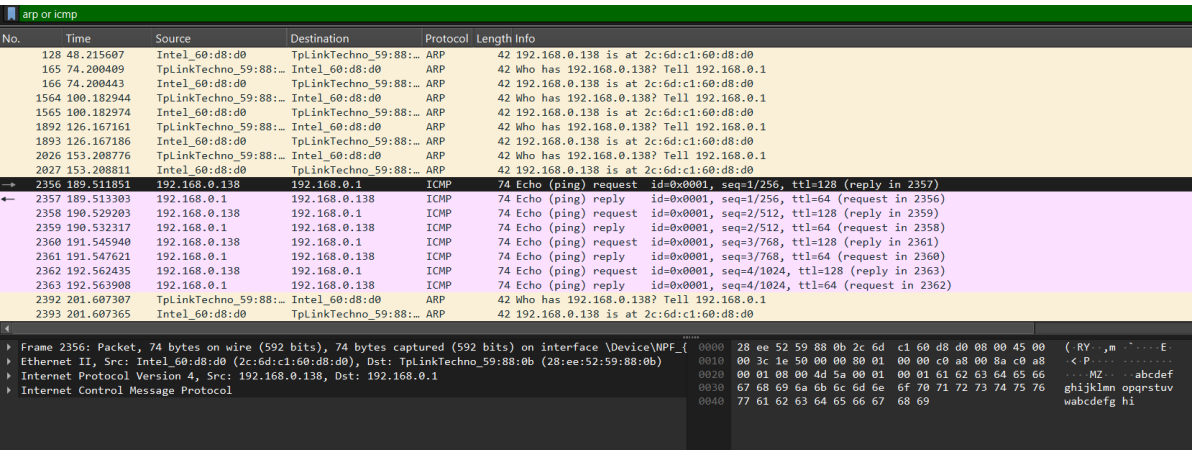 arp or icmp
No. Time Source Destination Protocol Length Info
128 48.215607 Intel_60:d8:d0 TpLinkTechno_59:88:… ARP 42 192.168.0.138 is at 2c:6d:c1:60:d8:d0
165 74.200409 TpLinkTechno_59:88:… Intel_60:d8:d0 ARP 42 Who has 192.168.0.138? Tell 192.168.0.1
166 74.200443 Intel_60:d8:d0 TpLinkTechno_59:88:… ARP 42 192.168.0.138 is at 2c:6d:c1:60:d8:d0
1564 100.182944 TpLinkTechno_59:88:… Intel_60:d8:d0 ARP 42 Who has 192.168.0.138? Tell 192.168.0.1
1565 100.182974 Intel_60:d8:d0 TpLinkTechno_59:88:… ARP 42 192.168.0.138 is at 2c:6d:c1:60:d8:d0
1892 126.167161 TpLinkTechno_59:88:… Intel_60:d8:d0 ARP 42 Who has 192.168.0.138? Tell 192.168.0.1
1893 126.167186 Intel_60:d8:d0 TpLinkTechno_59:88:… ARP 42 192.168.0.138 is at 2c:6d:c1:60:d8:d0
2026 153.208776 TpLinkTechno_59:88:… Intel_60:d8:d0 ARP 42 Who has 192.168.0.138? Tell 192.168.0.1
2027 153.208811 Intel_60:d8:d0 TpLinkTechno_59:88:… ARP 42 192.168.0.138 is at 2c:6d:c1:60:d8:d0
2356 189.511851 192.168.0.138 192.168.0.1 ICMP 74 Echo (ping) request id=0x0001, seq=1/256, ttl=128 (reply in 2357)
2357 189.513303 192.168.0.1 192.168.0.138 ICMP 74 Echo (ping) reply id=0x0001, seq=1/256, ttl=64 (request in 2356)
2358 190.529203 192.168.0.138 192.168.0.1 ICMP 74 Echo (ping) request id=0x0001, seq=2/512, ttl=128 (reply in 2359)
2359 190.532317 192.168.0.1 192.168.0.138 ICMP 74 Echo (ping) reply id=0x0001, seq=2/512, ttl=64 (request in 2358)
2360 191.545940 192.168.0.138 192.168.0.1 ICMP 74 Echo (ping) request id=0x0001, seq=3/768, ttl=128 (reply in 2361)
2361 191.547621 192.168.0.1 192.168.0.138 ICMP 74 Echo (ping) reply id=0x0001, seq=3/768, ttl=64 (request in 2360)
2362 192.562435 192.168.0.138 192.168.0.1 ICMP 74 Echo (ping) request id=0x0001, seq=4/1024, ttl=128 (reply in 2363)
2363 192.563908 192.168.0.1 192.168.0.138 ICMP 74 Echo (ping) reply id=0x0001, seq=4/1024, ttl=64 (request in 2362)
2392 201.607307 TpLinkTechno_59:88:… Intel_60:d8:d0 ARP 42 Who has 192.168.0.138? Tell 192.168.0.1
2393 201.607365 Intel_60:d8:d0 TpLinkTechno_59:88:… ARP 42 192.168.0.138 is at 2c:6d:c1:60:d8:d0
Frame 2356: Packet, 74 bytes on wire (592 bits), 74 bytes captured (592 bits) on interface \Device\NPF_{
Ethernet II, Src: Intel_60:d8:d0 (2c:6d:c1:60:d8:d0), Dst: TpLinkTechno_59:88:0b (28:ee:52:59:88:0b)
Internet Protocol Version 4, Src: 192.168.0.138, Dst: 192.168.0.1
Internet Control Message Protocol
0000 28 ee 52 59 88 0b 2c 6d c1 60 d8 d0 08 00 45 00 (·RY··,m ·`····E·
0010 00 3c 1e 50 00 00 80 01 00 00 c0 a8 00 8a c0 a8 ·<·P···· ········
0020 00 01 08 00 4d 5a 00 01 00 01 61 62 63 64 65 66 ····MZ·· ··abcdef
0030 67 68 69 6a 6b 6c 6d 6e 6f 70 71 72 73 74 75 76 ghijklmn opqrstuv
0040 77 61 62 63 64 65 66 67 68 69 wabcdefg hi